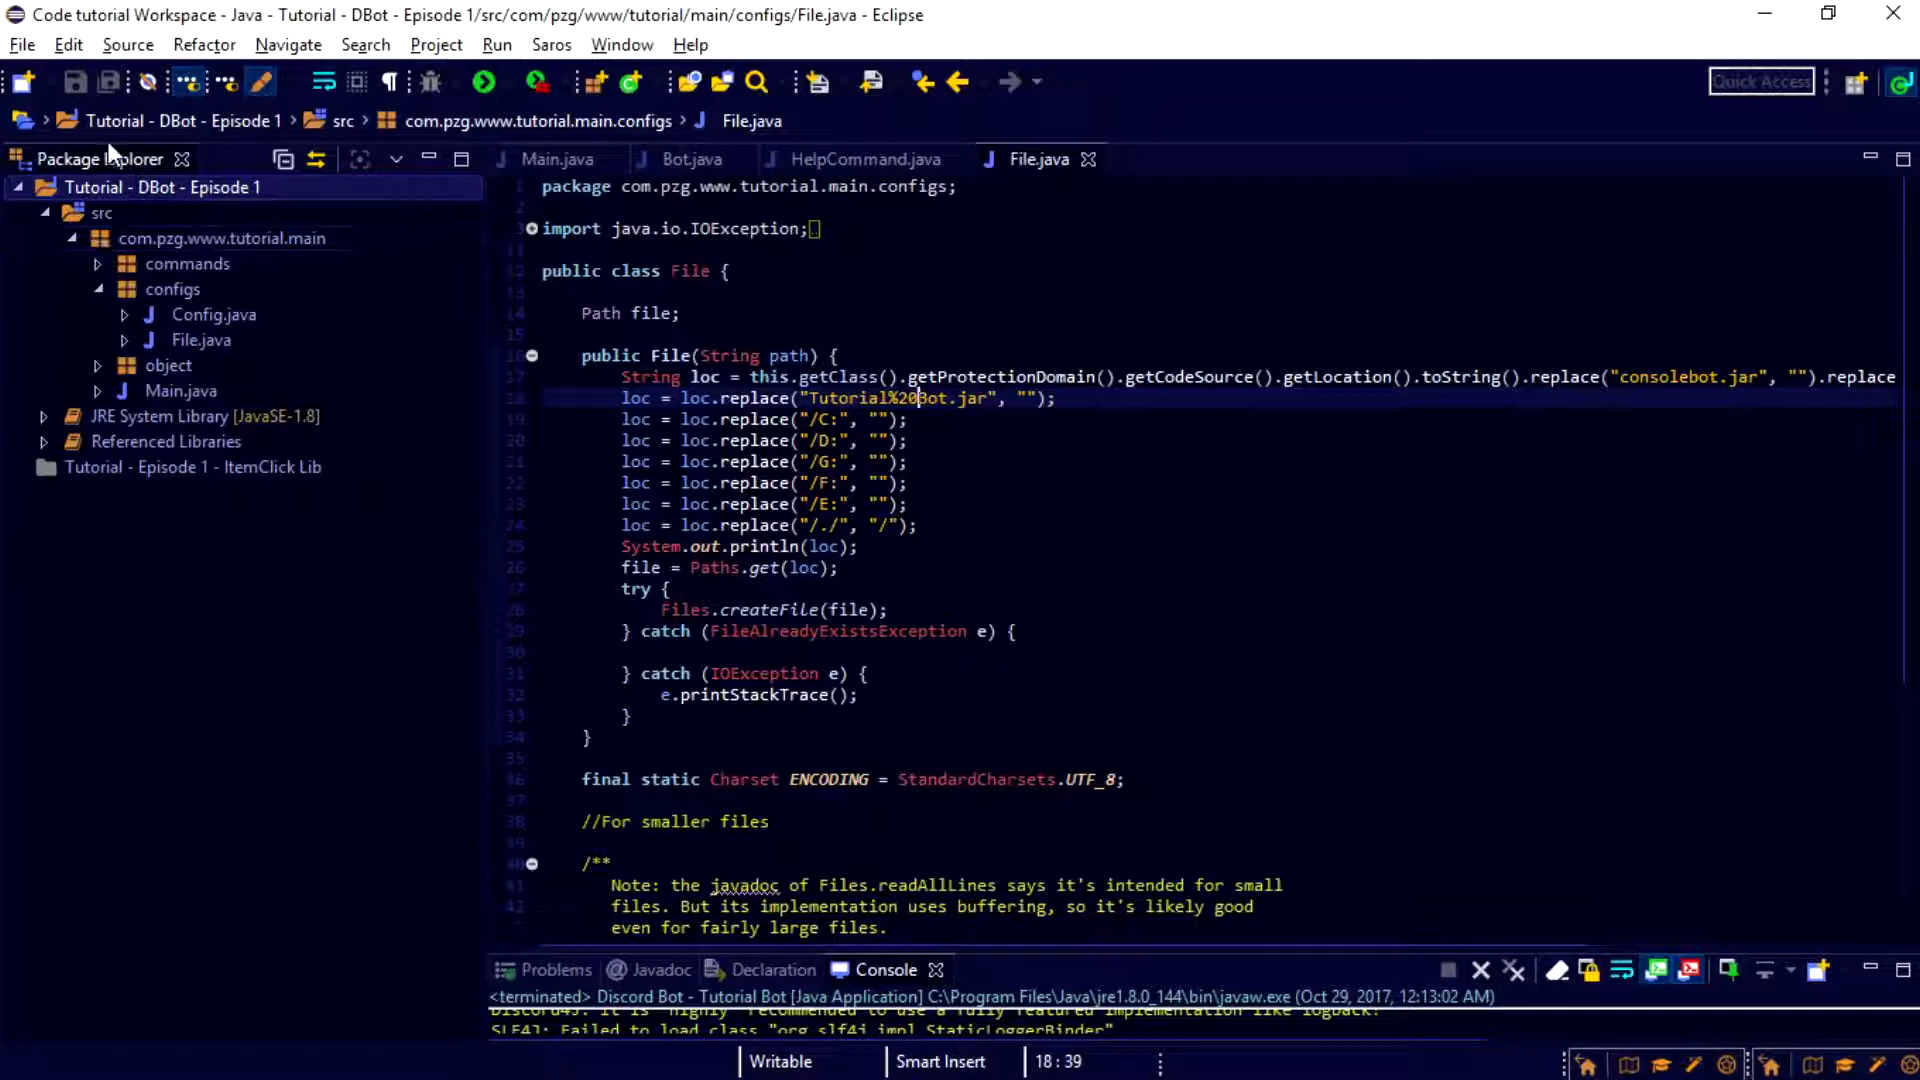 Code tutorial Workspace - Java - Tutorial - DBot - Episode 1/src/com/pzg/www/tutorial/main/configs/File.java - Eclipse
File Edit Source Refactor Navigate Search Project Run Saros Window Help
Quick Access
Tutorial - DBot - Episode 1 src com.pzg.www.tutorial.main.configs File.java
Package Explorer
Main.java Bot.java HelpCommand.java File.java
Tutorial - DBot - Episode 1
src
com.pzg.www.tutorial.main
commands
configs
Config.java
File.java
object
Main.java
JRE System Library [JavaSE-1.8]
Referenced Libraries
Tutorial - Episode 1 - ItemClick Lib
package com.pzg.www.tutorial.main.configs;
import java.io.IOException;
public class File {
Path file;
public File(String path) {
String loc = this.getClass().getProtectionDomain().getCodeSource().getLocation().toString().replace("consolebot.jar", "").replace
loc = loc.replace("Tutorial%20Bot.jar", "");
loc = loc.replace("/C:", "");
loc = loc.replace("/D:", "");
loc = loc.replace("/G:", "");
loc = loc.replace("/F:", "");
loc = loc.replace("/E:", "");
loc = loc.replace("/./", "/");
System.out.println(loc);
file = Paths.get(loc);
try {
Files.createFile(file);
} catch (FileAlreadyExistsException e) {
} catch (IOException e) {
e.printStackTrace();
}
}
final static Charset ENCODING = StandardCharsets.UTF_8;
//For smaller files
/**
Note: the javadoc of Files.readAllLines says it's intended for small
files. But its implementation uses buffering, so it's likely good
even for fairly large files.
Problems Javadoc Declaration Console
<terminated> Discord Bot - Tutorial Bot [Java Application] C:\Program Files\Java\jre1.8.0_144\bin\javaw.exe (Oct 29, 2017, 12:13:02 AM)
Discord4J: It is *highly* recommended to use a fully featured implementation like logback!
SLF4J: Failed to load class "org.slf4j.impl.StaticLoggerBinder"
Writable Smart Insert 18 : 39